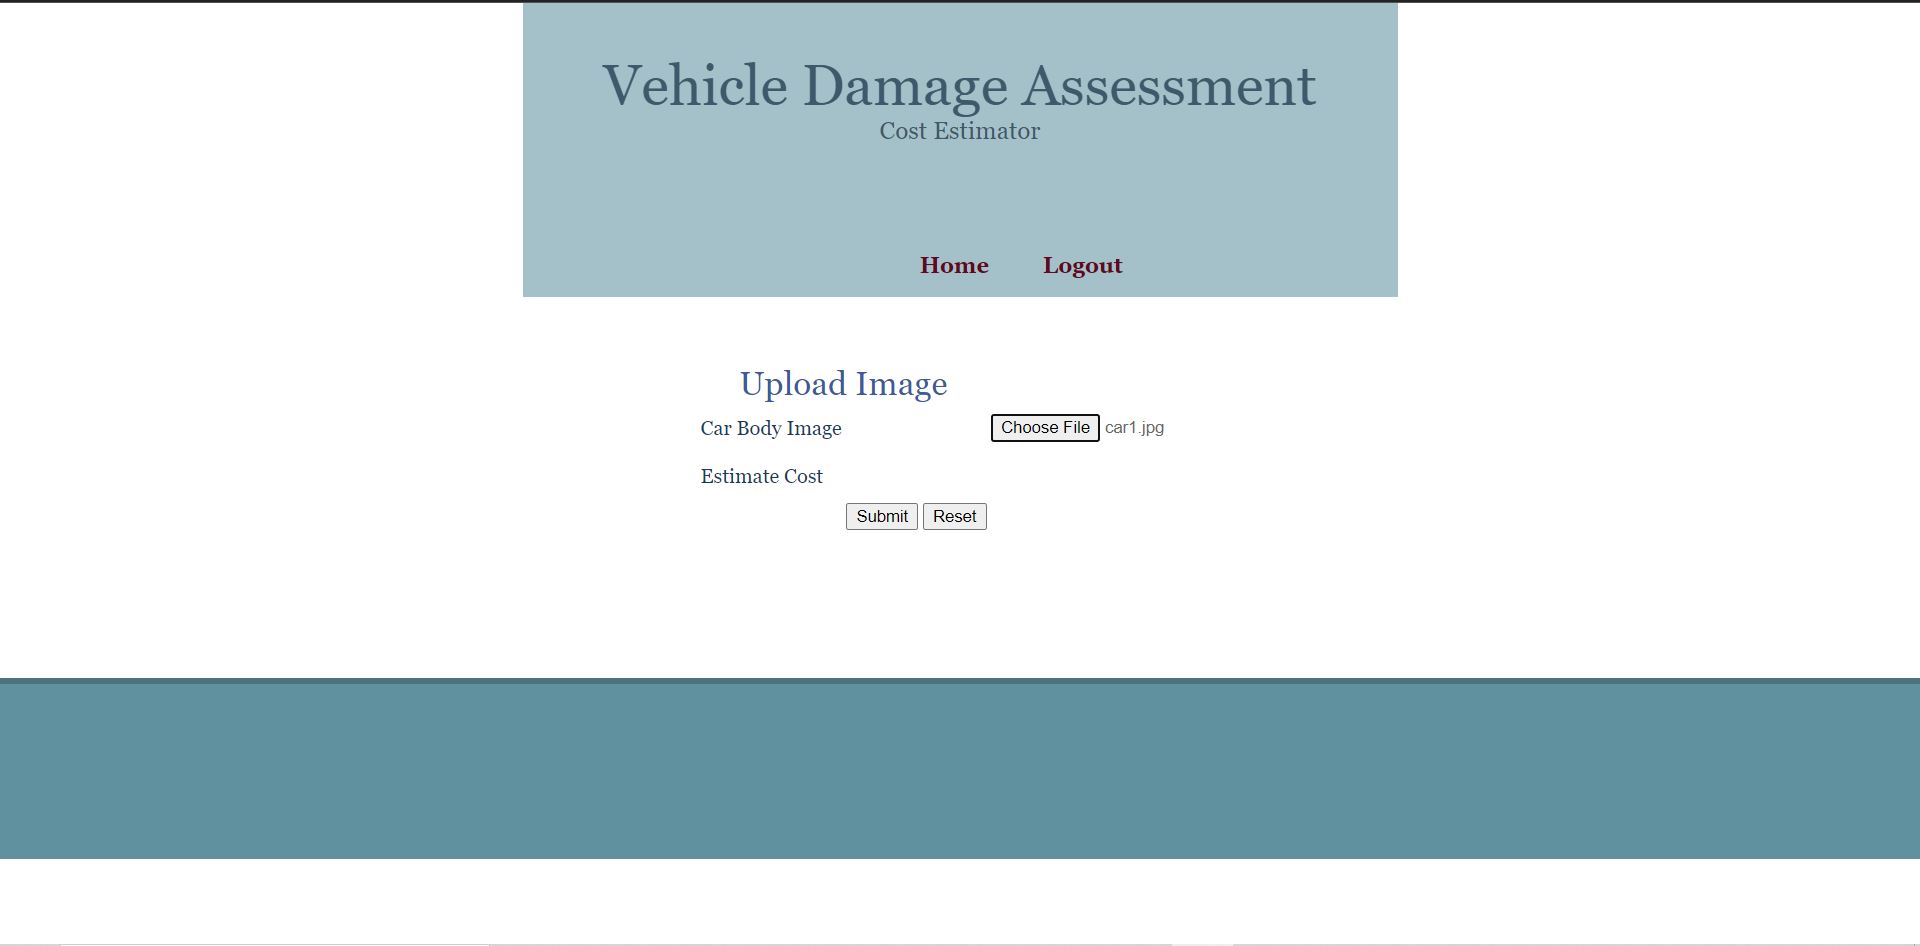 Vehicle Damage Assessment
Cost Estimator
Home Logout
Upload Image
Car Body Image Choose File car1.jpg
Estimate Cost
Submit Reset